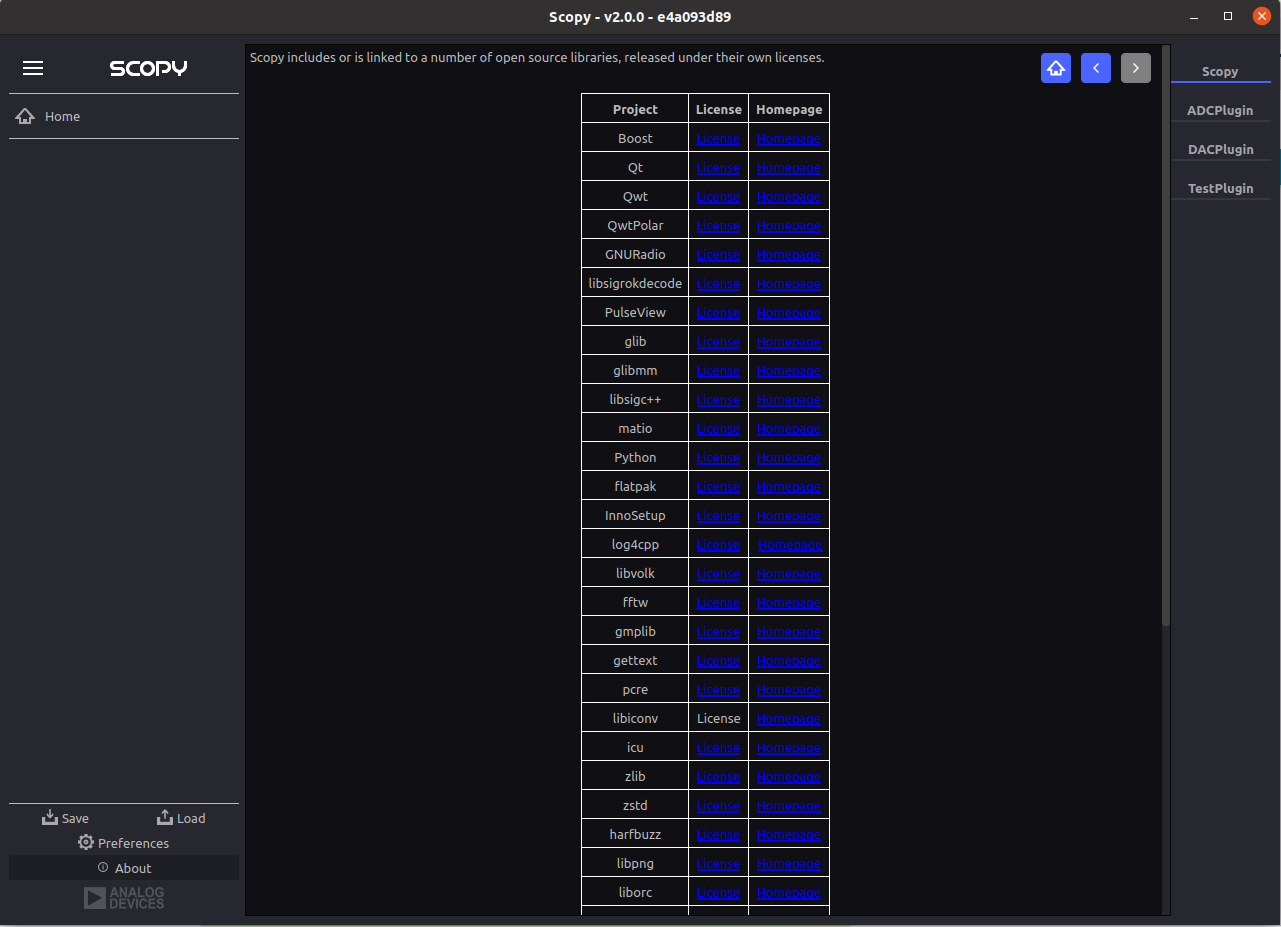 Scopy - v2.0.0 - e4a093d89
SCOPY
Home
Save Load
Preferences
About
ANALOG
DEVICES
Scopy includes or is linked to a number of open source libraries, released under their own licenses.
Project License Homepage
Boost License Homepage
Qt License Homepage
Qwt License Homepage
QwtPolar License Homepage
GNURadio License Homepage
libsigrokdecode License Homepage
PulseView License Homepage
glib License Homepage
glibmm License Homepage
libsigc++ License Homepage
matio License Homepage
Python License Homepage
flatpak License Homepage
InnoSetup License Homepage
log4cpp License Homepage
libvolk License Homepage
fftw License Homepage
gmplib License Homepage
gettext License Homepage
pcre License Homepage
libiconv License Homepage
icu License Homepage
zlib License Homepage
zstd License Homepage
harfbuzz License Homepage
libpng License Homepage
liborc License Homepage
Scopy
ADCPlugin
DACPlugin
TestPlugin